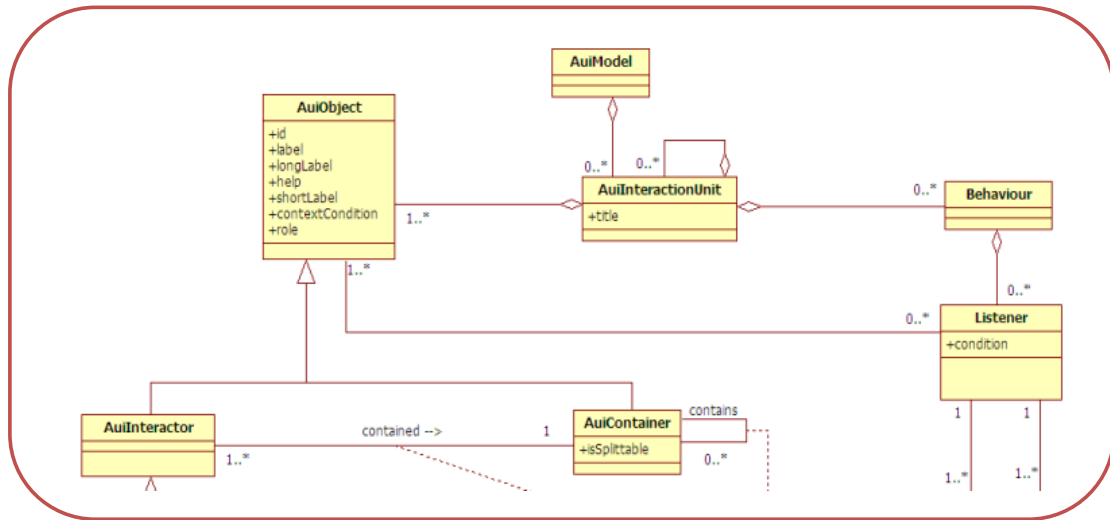 AuiModel
AuiObject
+id
+label
+longLabel
+help
+shortLabel
+contextCondition
+role
0..*
0..*
AuiInteractionUnit
+title
1..*
0..*
Behaviour
1..*
0..*
0..*
Listener
+condition
AuiInteractor
contained -->
1
1..*
AuiContainer
+isSplittable
contains
0..*
1
1
1..*
1..*